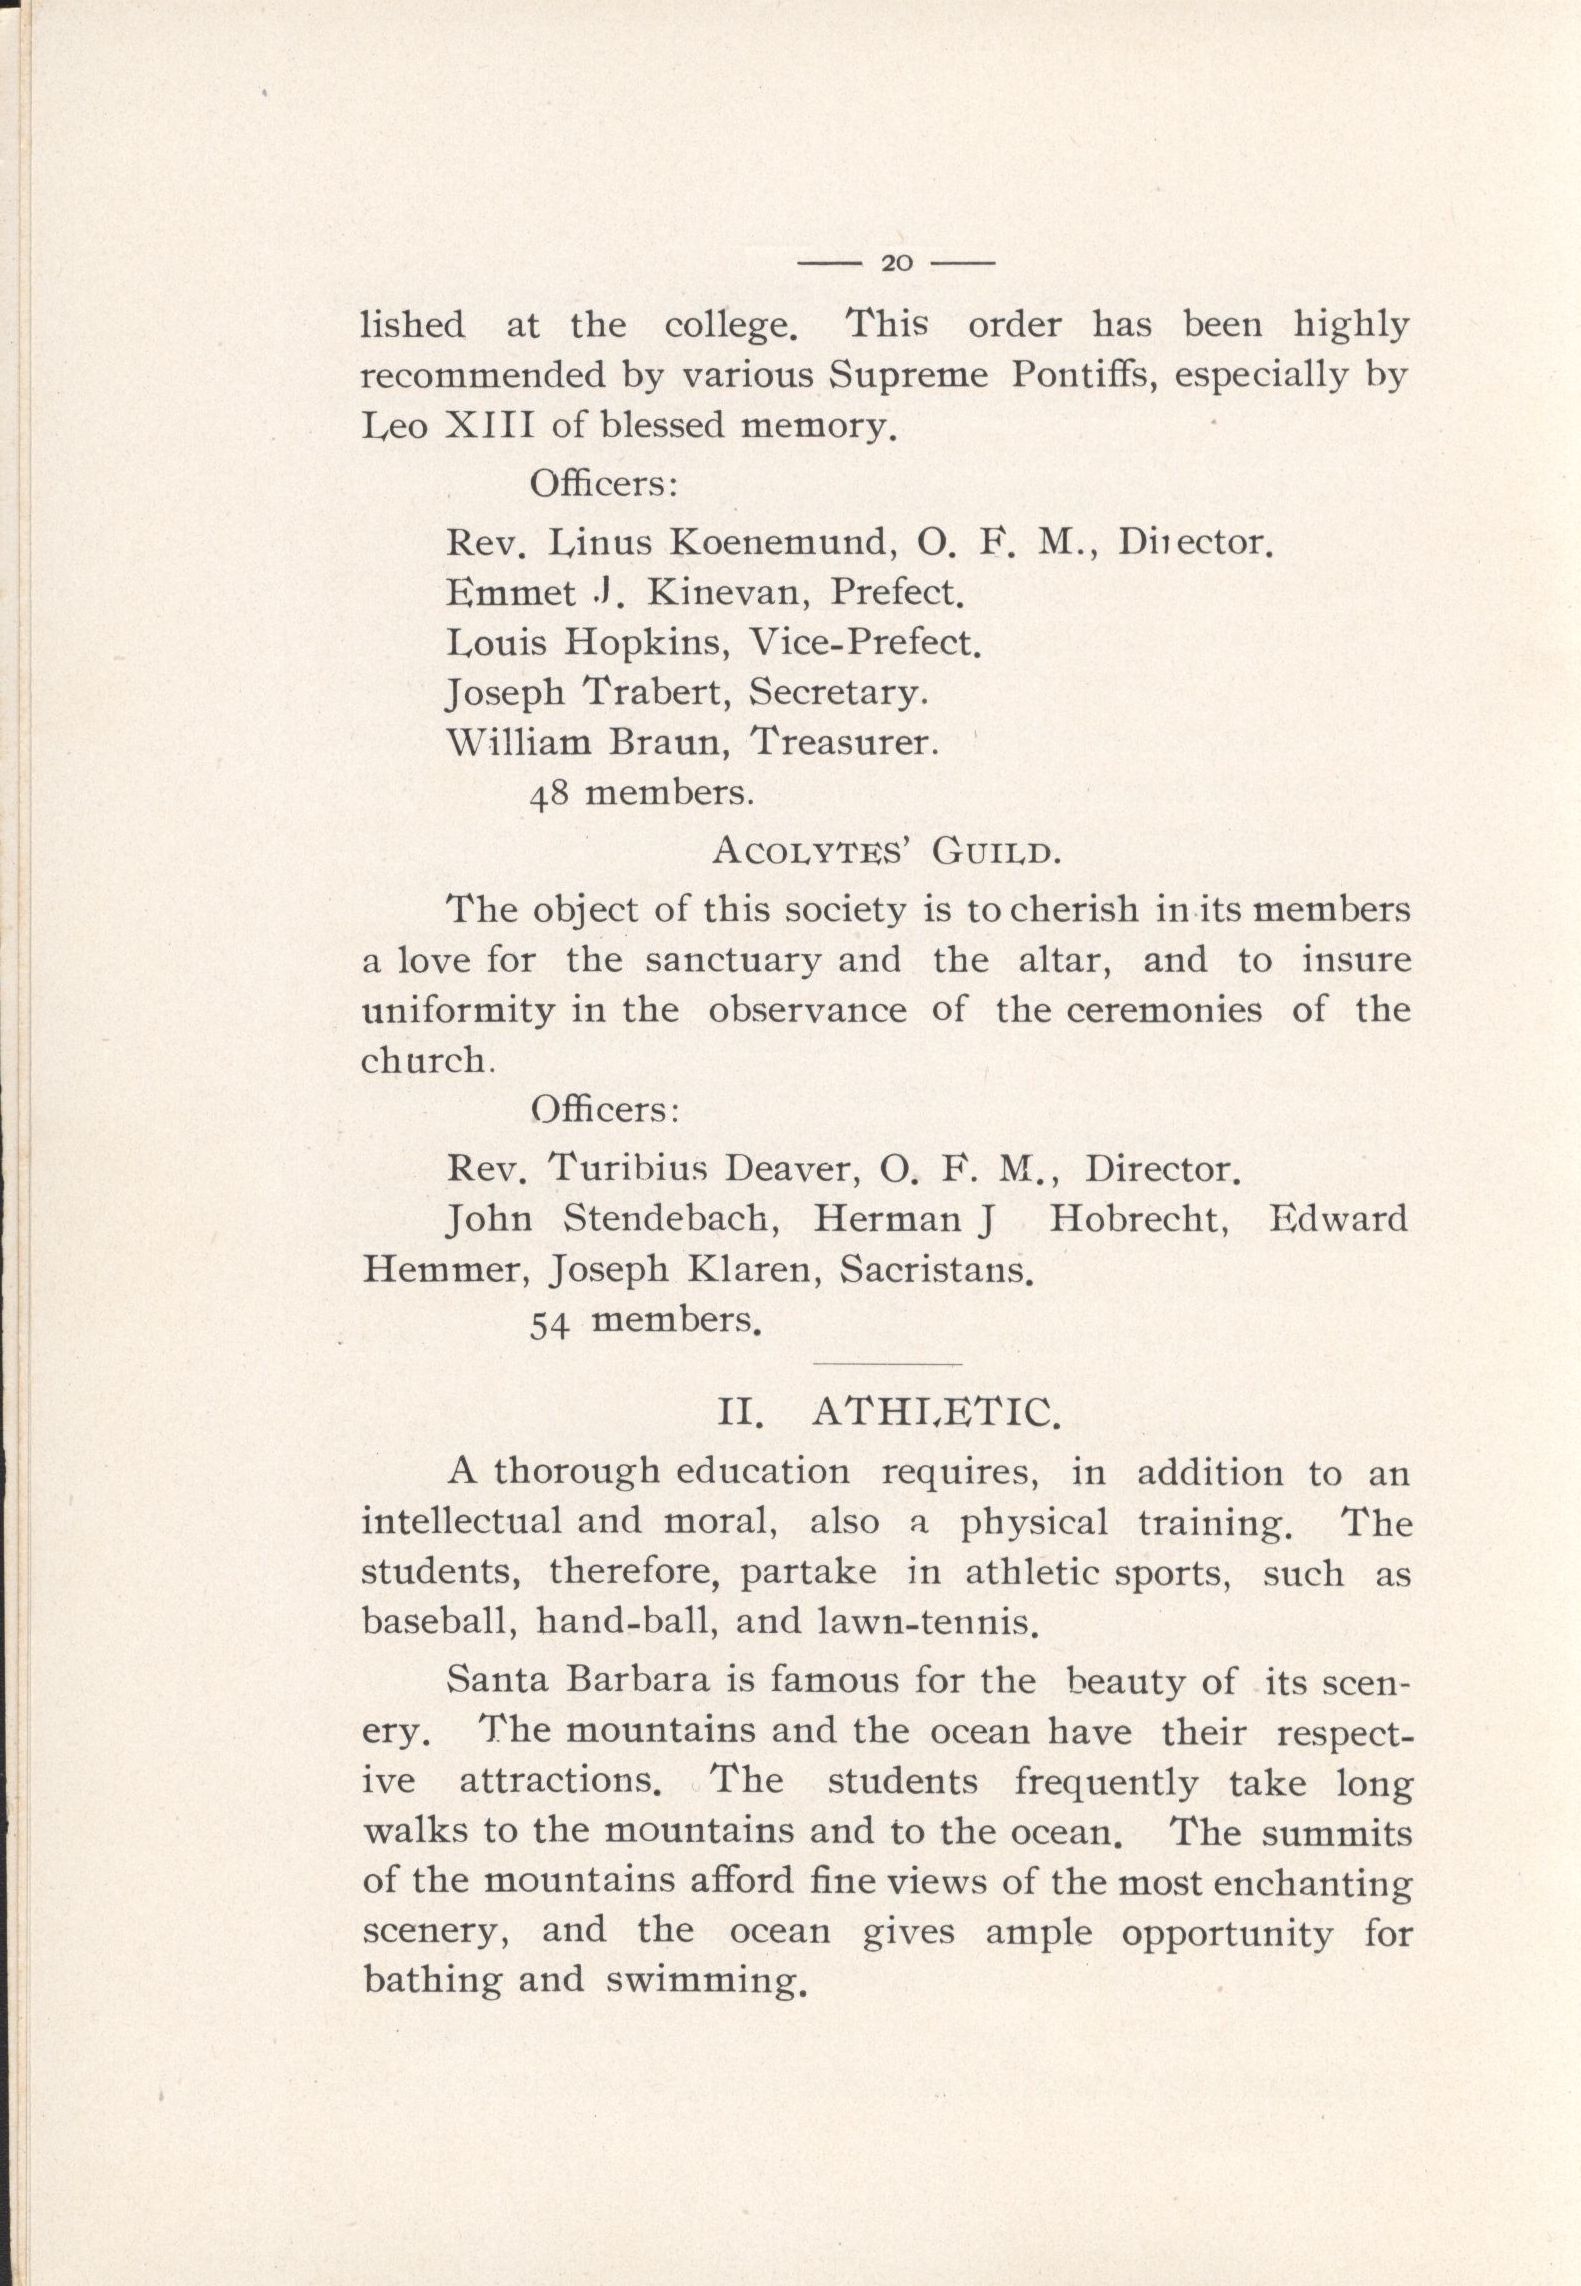 — 20 —
lished at the college. This order has been highly
recommended by various Supreme Pontiffs, especially by
Leo XIII of blessed memory.
Officers:
Rev. Linus Koenemund, O. F. M., Director.
Emmet J. Kinevan, Prefect.
Louis Hopkins, Vice-Prefect.
Joseph Trabert, Secretary.
William Braun, Treasurer.
48 members.
Acolytes' Guild.
The object of this society is to cherish in its members
a love for the sanctuary and the altar, and to insure
uniformity in the observance of the ceremonies of the
church.
Officers:
Rev. Turibius Deaver, O. F. M., Director.
John Stendebach, Herman J Hobrecht, Edward
Hemmer, Joseph Klaren, Sacristans.
54 members.
II. ATHLETIC.
A thorough education requires, in addition to an
intellectual and moral, also a physical training. The
students, therefore, partake in athletic sports, such as
baseball, hand-ball, and lawn-tennis.
Santa Barbara is famous for the beauty of its scen-
ery. The mountains and the ocean have their respect-
ive attractions. The students frequently take long
walks to the mountains and to the ocean. The summits
of the mountains afford fine views of the most enchanting
scenery, and the ocean gives ample opportunity for
bathing and swimming.